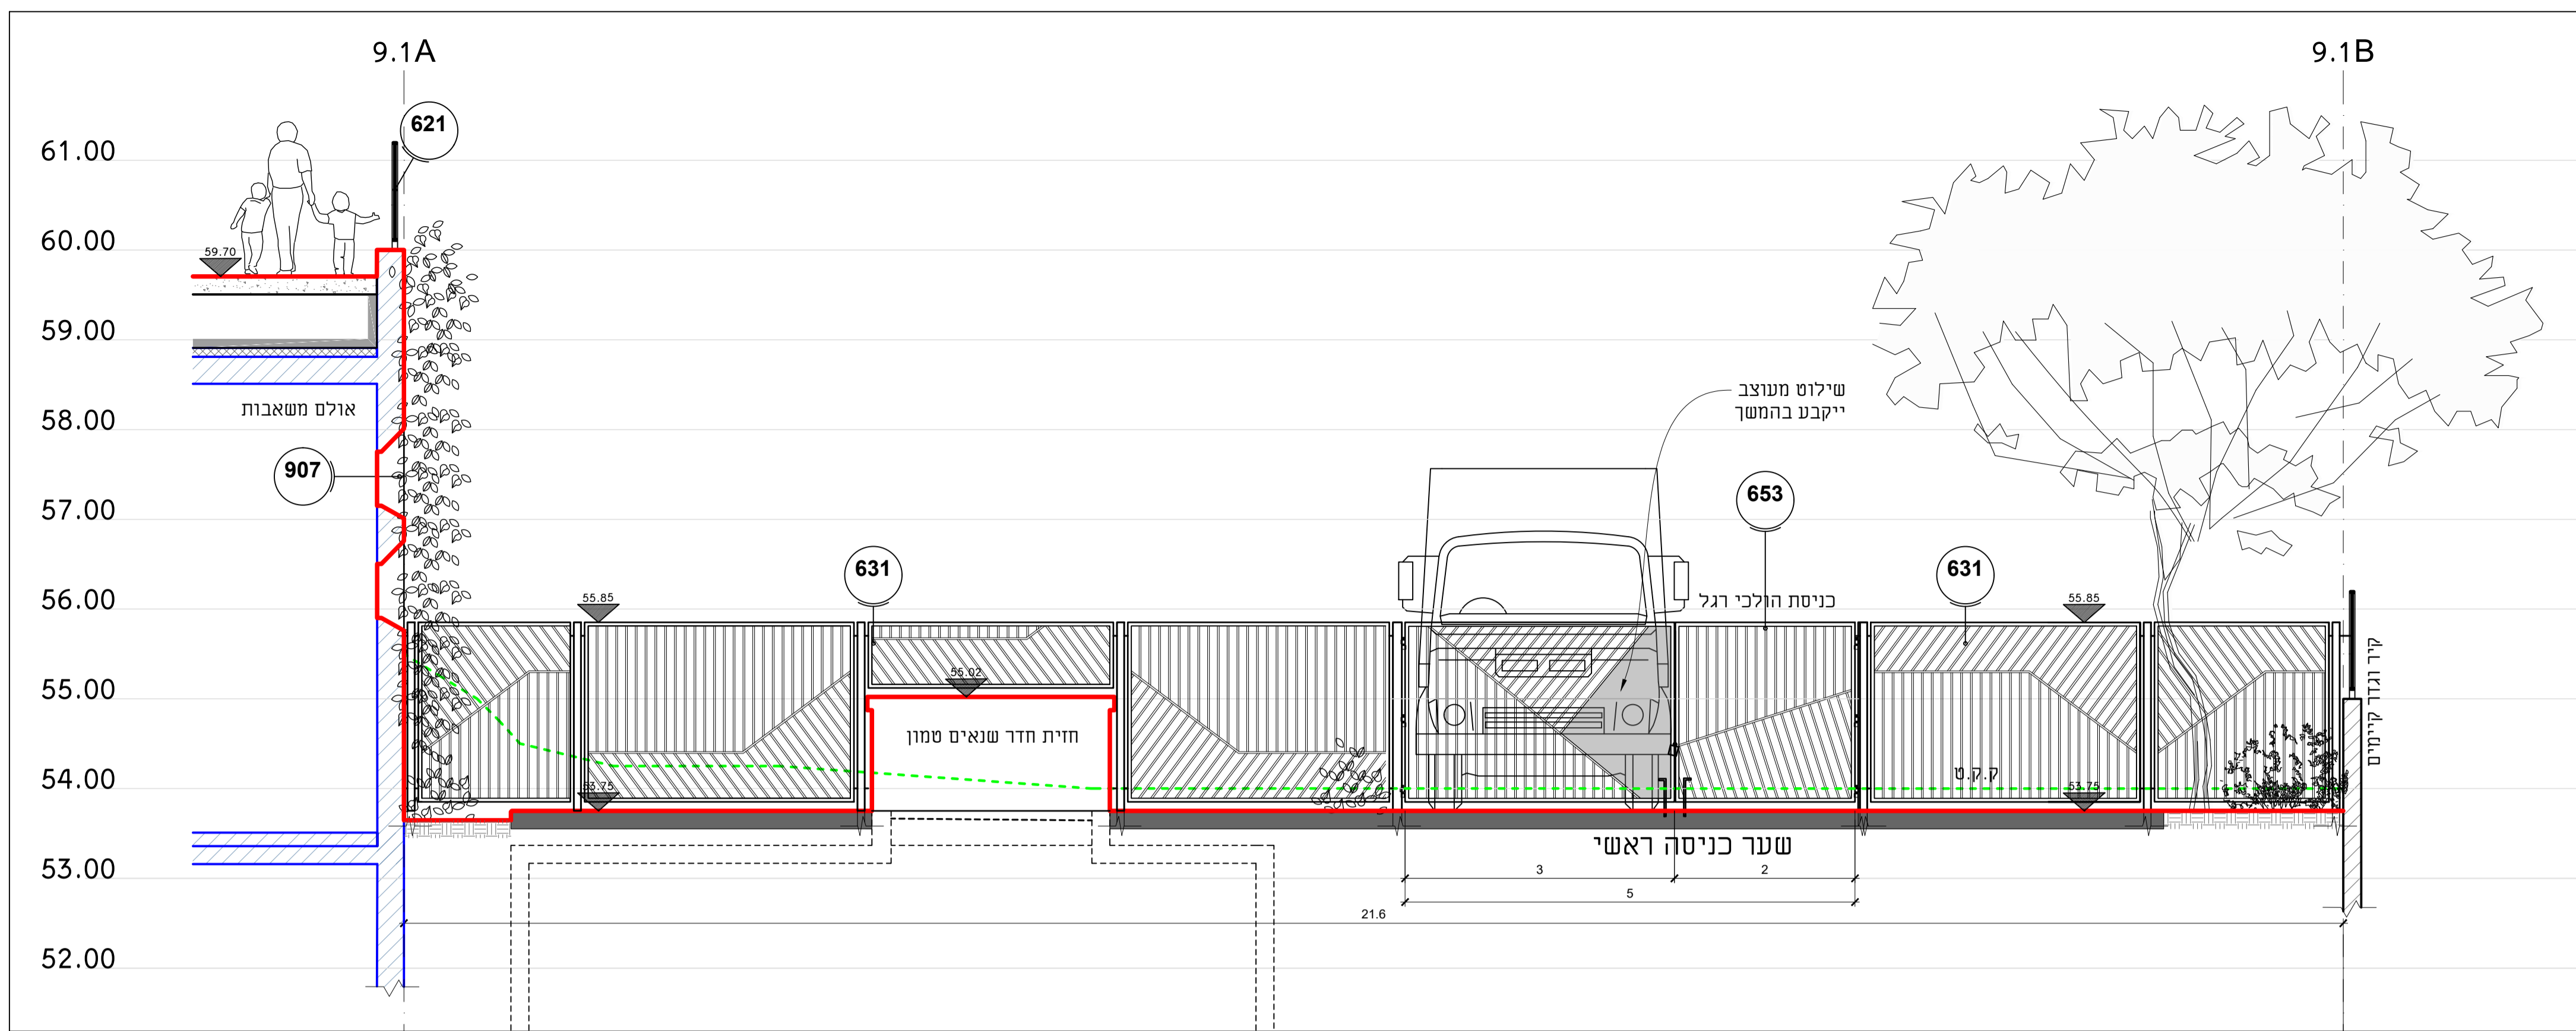 9.1A
9.1B
621
61.00
60.00
59.70
59.00
אולם משאבות
58.00
שילוט מעוצב
ייקבע בהמשך
907
57.00
653
631
631
56.00
55.85
כניסת הולכי רגל
55.85
קיר וגדר קיימים
55.00
55.02
חזית חדר שנאים טמון
54.00
53.75
ק.ק.ט
53.75
שער כניסה ראשי
53.00
3
2
5
21.6
52.00